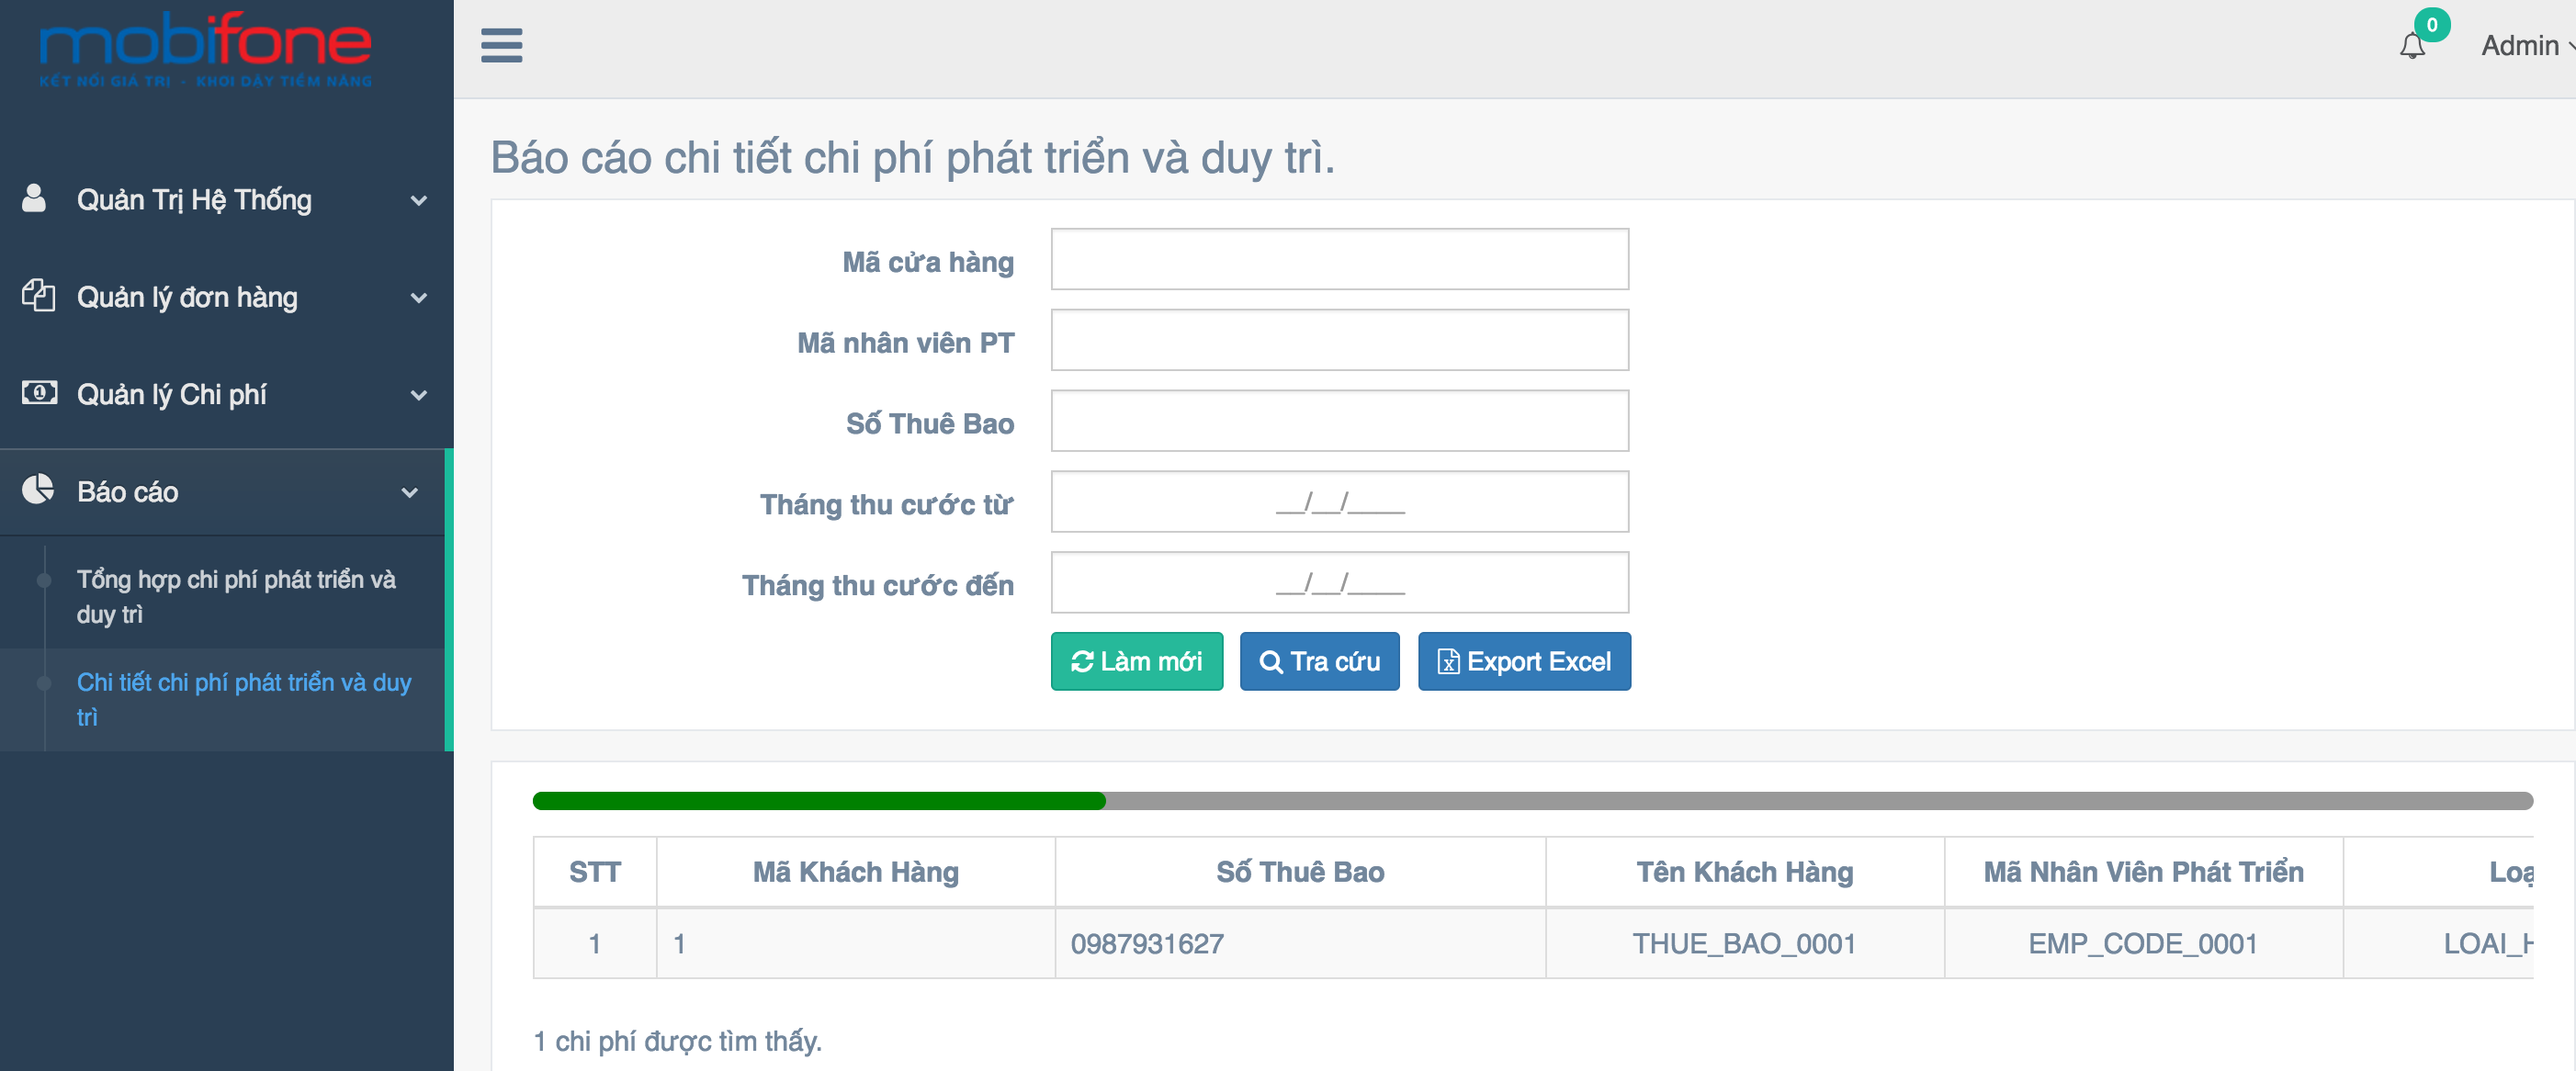 mobifone
KẾT NỐI GIÁ TRỊ - KHƠI DẬY TIỀM NĂNG
0
Admin
Quản Trị Hệ Thống
Quản lý đơn hàng
Quản lý Chi phí
Báo cáo
Tổng hợp chi phí phát triển và
duy trì
Chi tiết chi phí phát triển và duy
trì
Báo cáo chi tiết chi phí phát triển và duy trì.
Mã cửa hàng
Mã nhân viên PT
Số Thuê Bao
Tháng thu cước từ __/__/____
Tháng thu cước đến __/__/____
Làm mới Tra cứu Export Excel
STT Mã Khách Hàng Số Thuê Bao Tên Khách Hàng Mã Nhân Viên Phát Triển
1 1 0987931627 THUE_BAO_0001 EMP_CODE_0001
1 chi phí được tìm thấy.